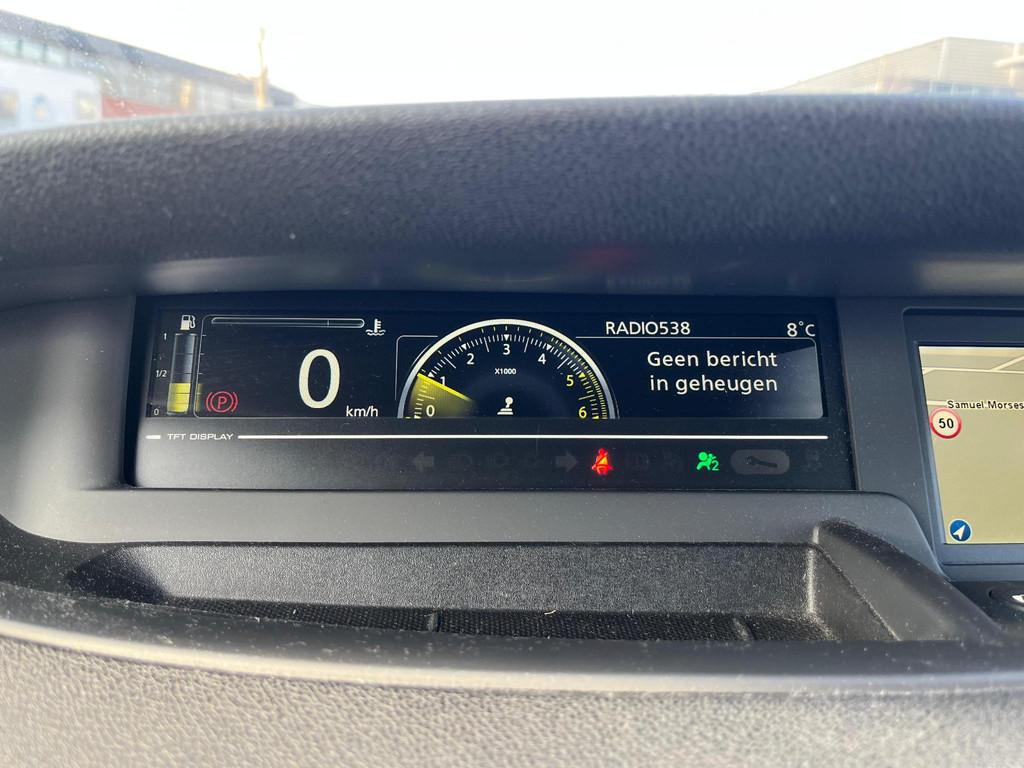 RADIO538
8°C
1
1/2
0
P
0
km/h
0
1
2
3
4
5
6
X1000
Geen bericht
in geheugen
TFT DISPLAY
2
Samuel Morses
50